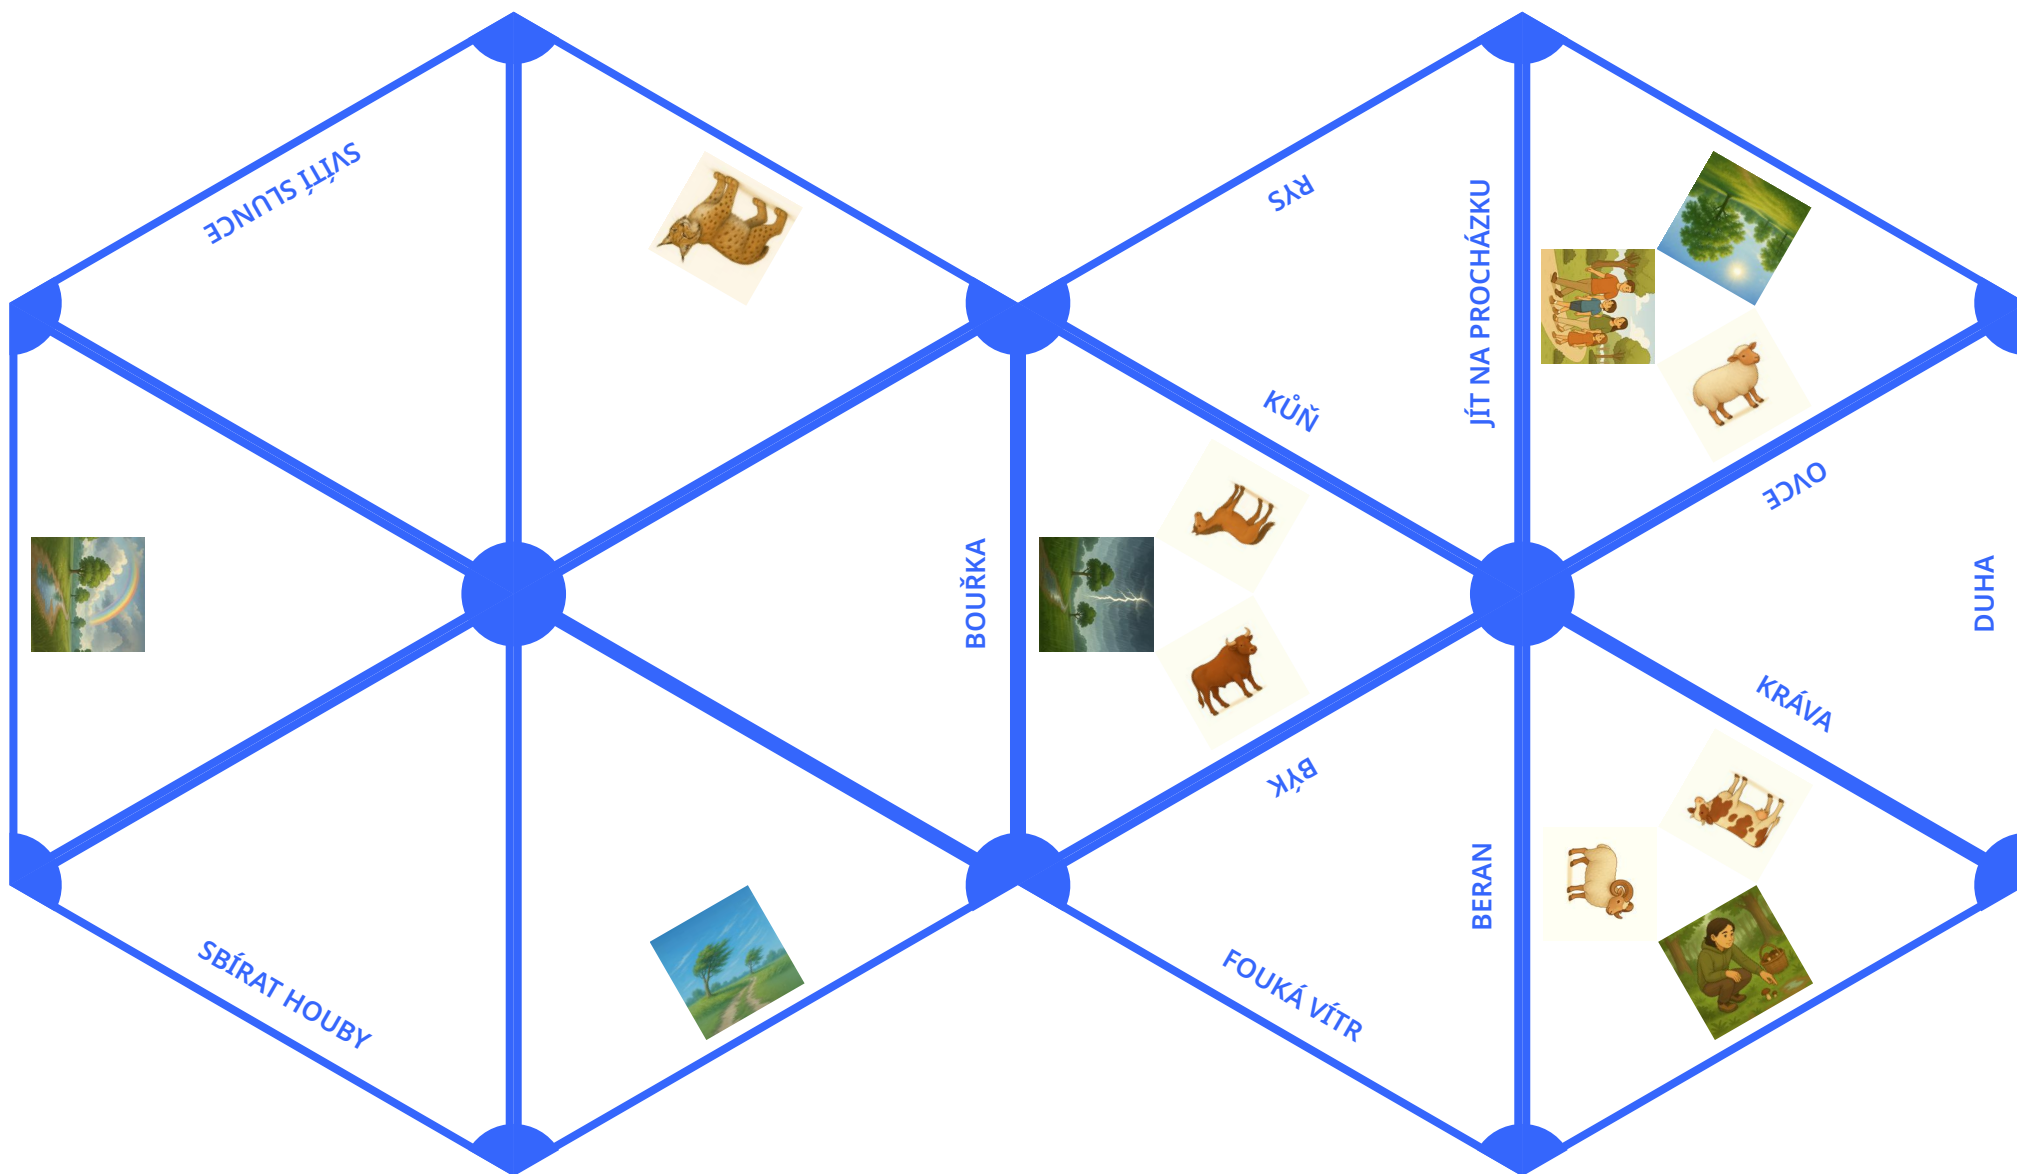 SVÍTÍ SLUNCE
RYS
JÍT NA PROCHÁZKU
KŮŇ
OVCE
BOUŘKA
DUHA
KRÁVA
BÝK
BERAN
SBÍRAT HOUBY
FOUKÁ VÍTR